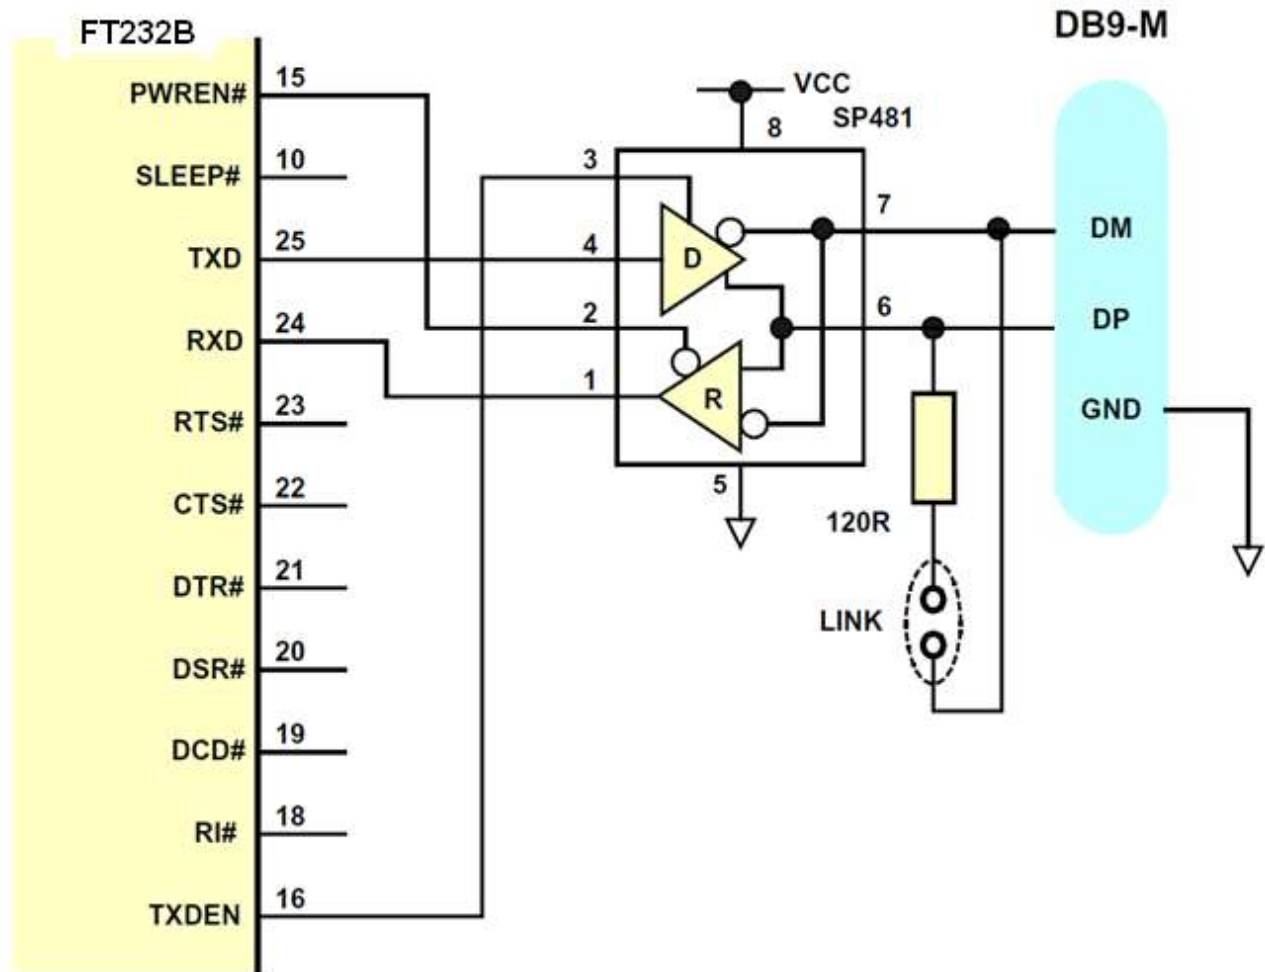 FT232B
DB9-M
PWREN# 15
VCC
SP481
8
SLEEP# 10
3
7
DM
TXD 25
4
D
6
DP
RXD 24
2
1
R
GND
RTS# 23
5
CTS# 22
120R
DTR# 21
LINK
DSR# 20
DCD# 19
RI# 18
TXDEN 16